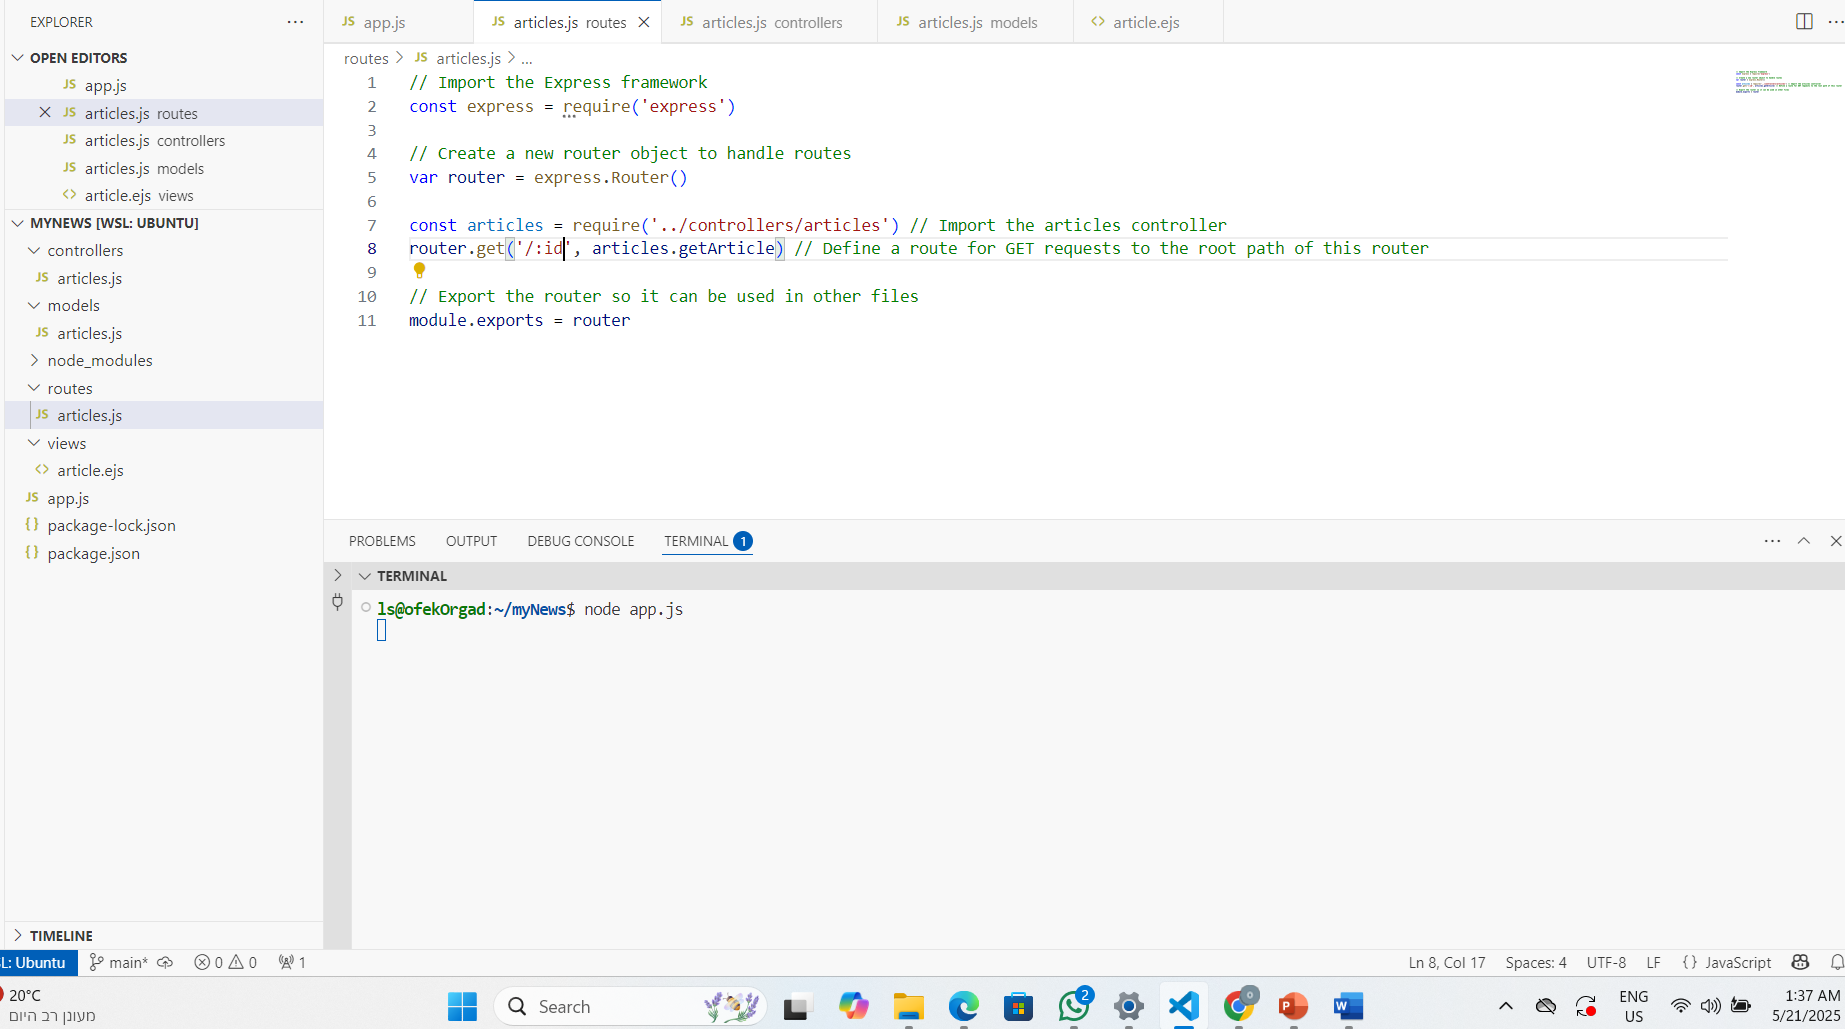 EXPLORER
OPEN EDITORS
JS app.js
JS articles.js routes
JS articles.js controllers
JS articles.js models
<> article.ejs views
MYNEWS [WSL: UBUNTU]
controllers
JS articles.js
models
JS articles.js
node_modules
routes
JS articles.js
views
<> article.ejs
JS app.js
{} package-lock.json
{} package.json
TIMELINE
JS app.js
JS articles.js routes
JS articles.js controllers
JS articles.js models
<> article.ejs
routes > JS articles.js > ...
1 // Import the Express framework
2 const express = require('express')
3
4 // Create a new router object to handle routes
5 var router = express.Router()
6
7 const articles = require('../controllers/articles') // Import the articles controller
8 router.get('/:id', articles.getArticle) // Define a route for GET requests to the root path of this router
9
10 // Export the router so it can be used in other files
11 module.exports = router
PROBLEMS OUTPUT DEBUG CONSOLE TERMINAL 1
TERMINAL
ls@ofekOrgad:~/myNews$ node app.js
SL: Ubuntu main* 0 0 1
Ln 8, Col 17 Spaces: 4 UTF-8 LF {} JavaScript
20°C
מעונן רב היום
Search
2
ENG
US
1:37 AM
5/21/2025